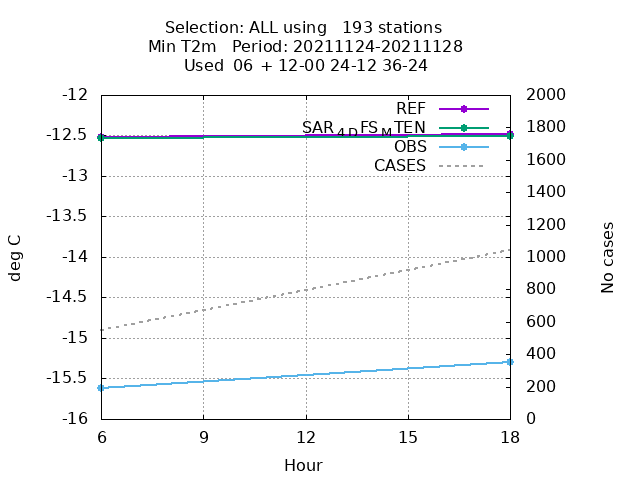 Selection: ALL using   193 stations
Min T2m   Period: 20211124-20211128
Used  06 + 12-00 24-12 36-24
-12
-12.5
-13
-13.5
-14
-14.5
-15
-15.5
-16
2000
1800
1600
1400
1200
1000
800
600
400
200
0
6
9
12
15
18
deg C
No cases
Hour
REF
SAR4DFSMTEN
OBS
CASES